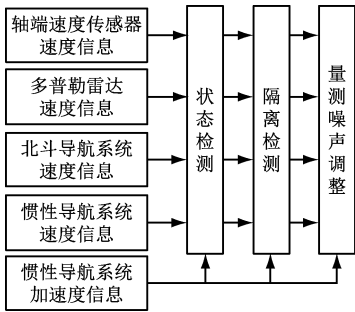 轴端速度传感器
速度信息
多普勒雷达
速度信息
北斗导航系统
速度信息
惯性导航系统
速度信息
惯性导航系统
加速度信息
状态检测
隔离检测
量测噪声调整